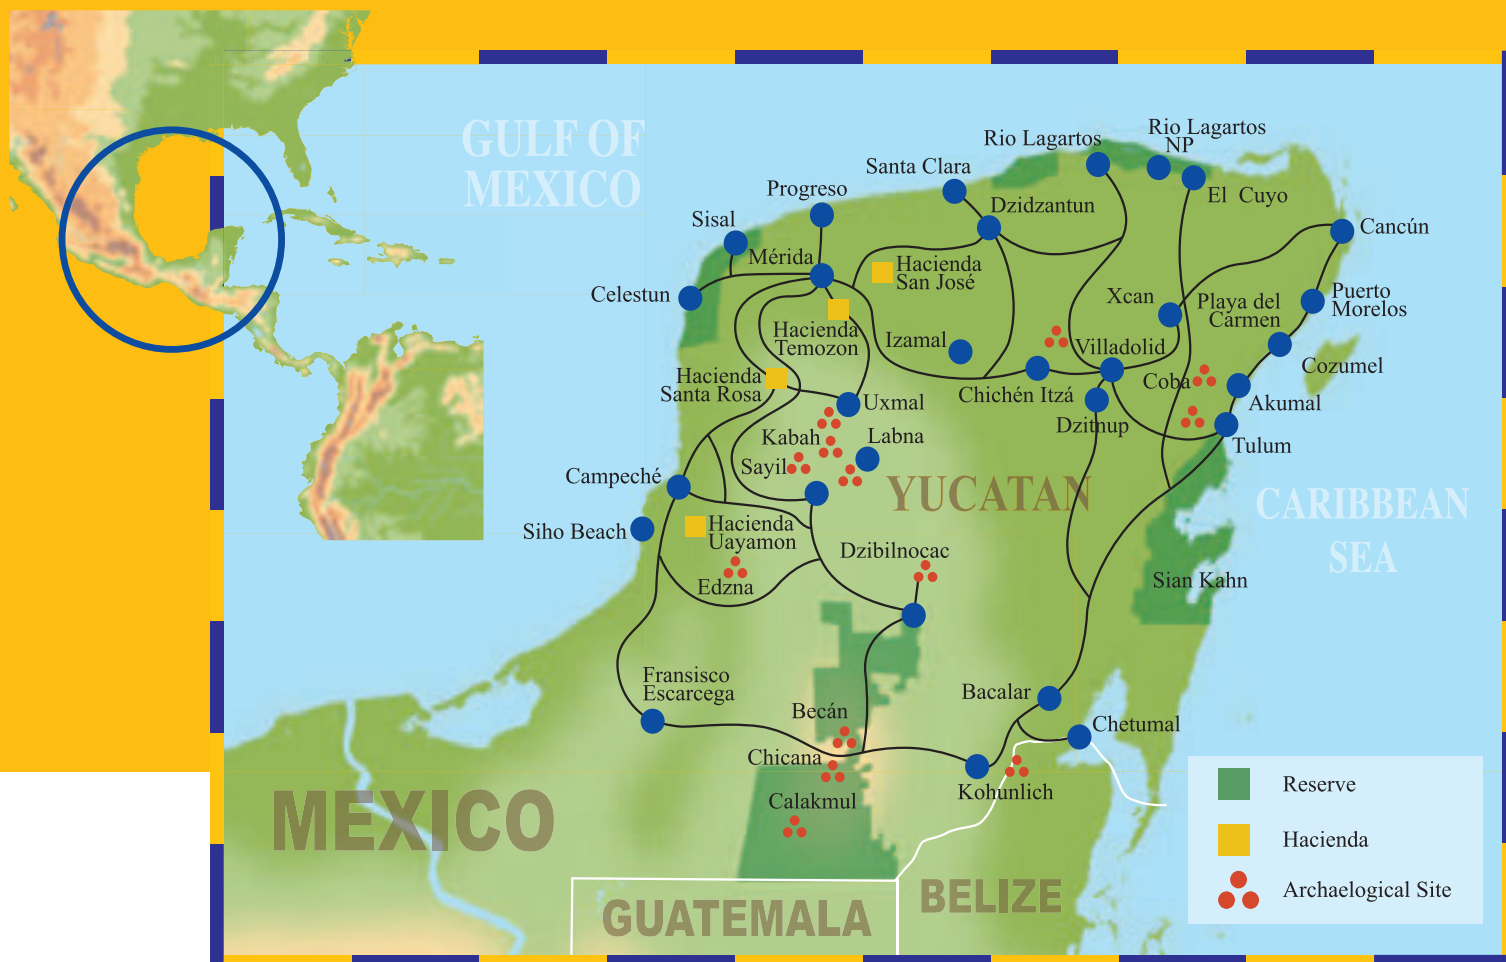 GULF OF
MEXICO
Rio Lagartos
Rio Lagartos
NP
Santa Clara
Progreso
El Cuyo
Dzidzantun
Sisal
Cancún
Mérida
Hacienda
San José
Celestun
Xcan
Playa del
Carmen
Puerto
Morelos
Hacienda
Temozon
Izamal
Villadolid
Cozumel
Hacienda
Santa Rosa
Chichén Itzá
Coba
Uxmal
Akumal
Dzitnup
Kabah
Labna
Tulum
Sayil
Campeché
YUCATAN
CARIBBEAN
SEA
Siho Beach
Hacienda
Uayamon
Dzibilnocac
Edzna
Sian Kahn
Fransisco
Escarcega
Bacalar
Becán
Chetumal
Chicana
Kohunlich
Calakmul
MEXICO
GUATEMALA
BELIZE
Reserve
Hacienda
Archaelogical Site